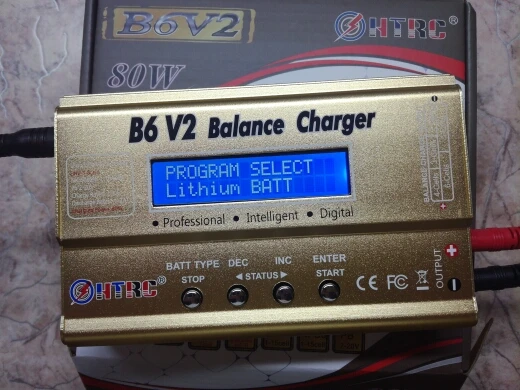 B6V2
HTRC®
80W
B6 V2 Balance Charger
PROGRAM SELECT
Lithium BATT
• Professional • Intelligent • Digital
BATT TYPE DEC INC ENTER
STOP ◄STATUS► START
HTRC®
CE FC
OUTPUT
+